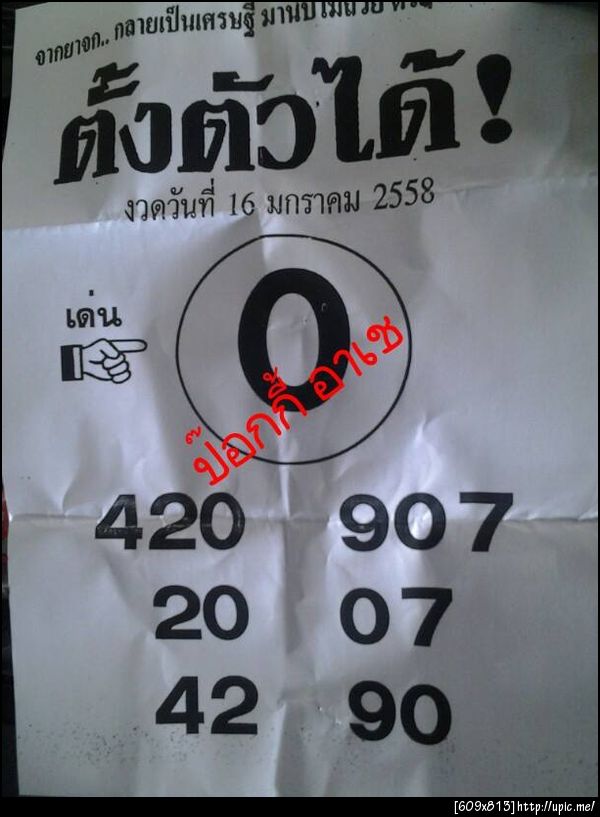 จากยาจก.. กลายเป็นเศรษฐี
ตั้งตัวได้!
งวดวันที่ 16 มกราคม 2558
เด่น
0
ป๊อกกี้ อาเช
420 907
20 07
42 90
[609x813]http://upic.me/